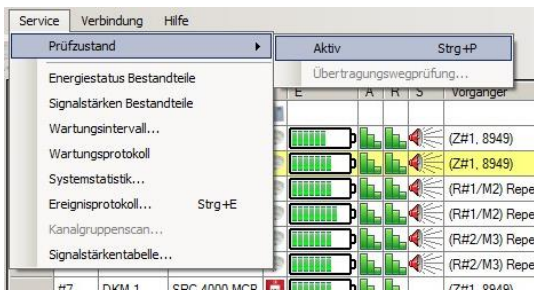 Service Verbindung Hilfe
Prüfzustand Aktiv Strg+P
Übertragungswegprüfung...
Energiestatus Bestandteile
E A R S Vorgänger
Signalstärken Bestandteile
Wartungsintervall...
(Z#1, 8949)
Wartungsprotokoll
(Z#1, 8949)
Systemstatistik...
(R#1/M2) Repe
Ereignisprotokoll... Strg+E
(R#1/M2) Repe
Kanalgruppenscan...
(R#2/M3) Repe
Signalstärkentabelle...
(R#2/M3) Repe
#7 DKM 1 SRC 4000 MCP (Z#1, 8949)